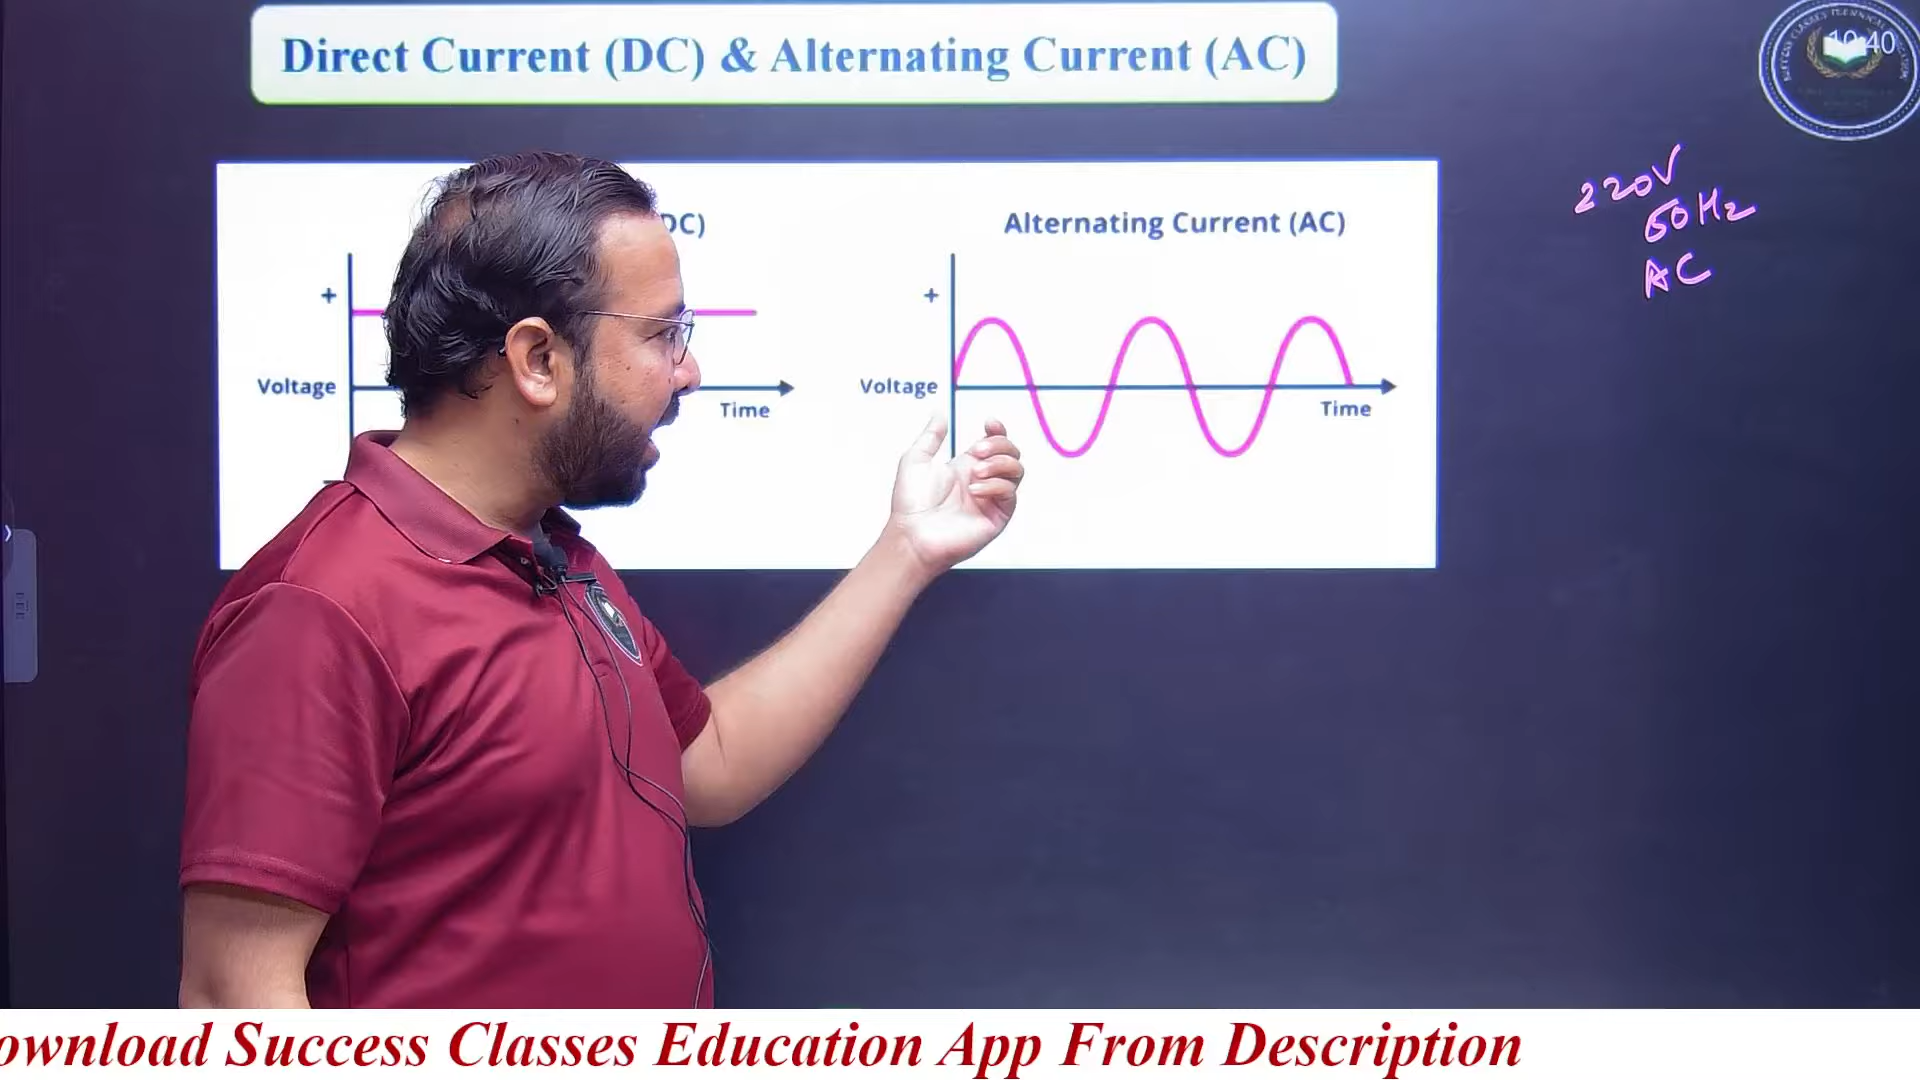 Direct Current (DC) & Alternating Current (AC)
10:40
220V
50Hz
AC
DC)
Alternating Current (AC)
+
+
Voltage
Time
Voltage
Time
ownload Success Classes Education App From Description